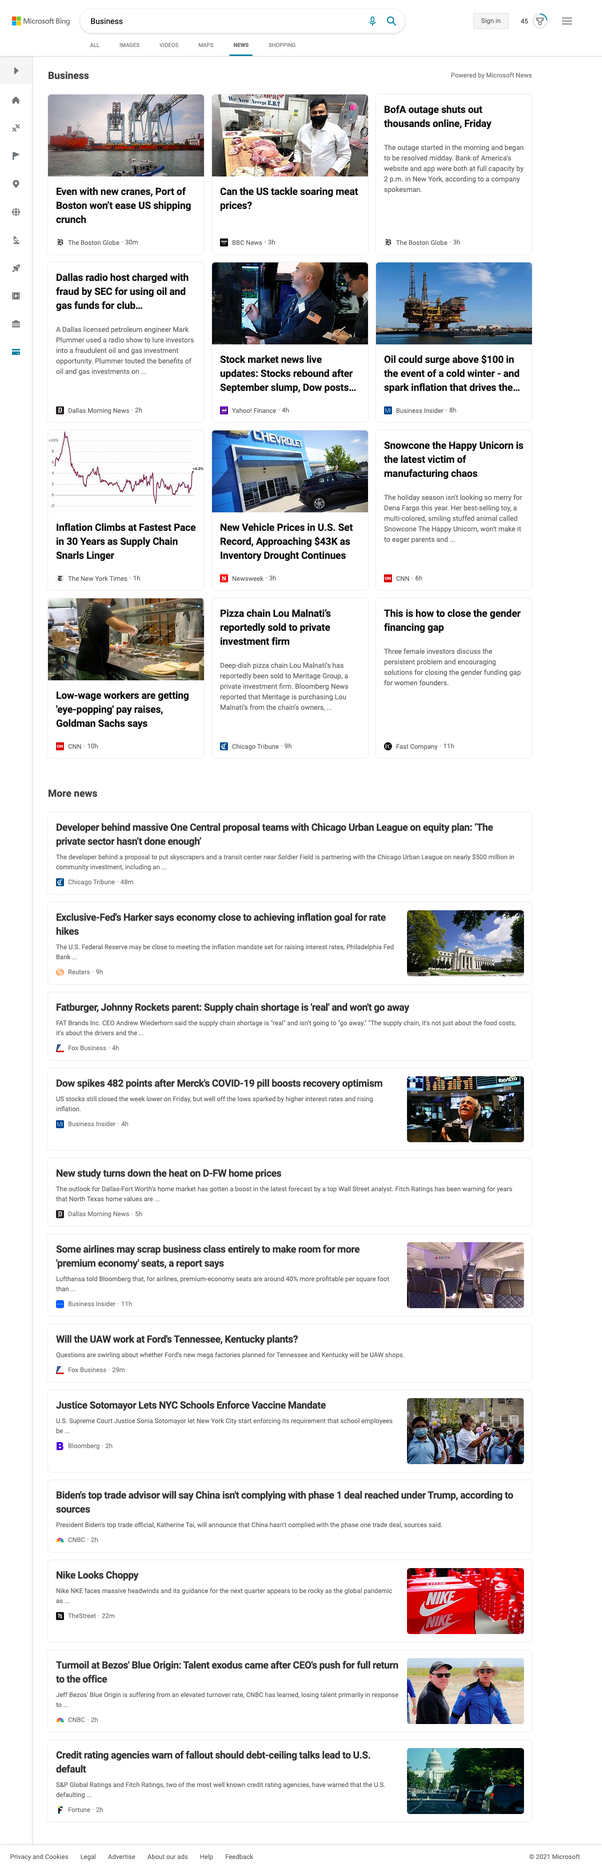 Microsoft Bing
Business
Sign in
45
ALL IMAGES VIDEOS MAPS NEWS SHOPPING
Business
Powered by Microsoft News
We Now Accept E.B.T
Even with new cranes, Port of
Boston won't ease US shipping
crunch
The Boston Globe · 30m
Can the US tackle soaring meat
prices?
BBC News · 3h
BofA outage shuts out
thousands online, Friday
The outage started in the morning and began
to be resolved midday. Bank of America's
website and app were both at full capacity by
2 p.m. in New York, according to a company
spokesman.
The Boston Globe · 3h
Dallas radio host charged with
fraud by SEC for using oil and
gas funds for club…
A Dallas licensed petroleum engineer Mark
Plummer used a radio show to lure investors
into a fraudulent oil and gas investment
opportunity. Plummer touted the benefits of
oil and gas investments on ...
Dallas Morning News · 2h
Stock market news live
updates: Stocks rebound after
September slump, Dow posts…
Yahoo! Finance · 4h
Oil could surge above $100 in
the event of a cold winter - and
spark inflation that drives the…
Business Insider · 8h
Inflation Climbs at Fastest Pace
in 30 Years as Supply Chain
Snarls Linger
The New York Times · 1h
CHEVROLET
New Vehicle Prices in U.S. Set
Record, Approaching $43K as
Inventory Drought Continues
Newsweek · 3h
Snowcone the Happy Unicorn is
the latest victim of
manufacturing chaos
The holiday season isn't looking so merry for
Dena Fargo this year. Her best-selling toy, a
multi-colored, smiling stuffed animal called
Snowcone The Happy Unicorn, won't make it
to eager parents and ...
CNN · 6h
Low-wage workers are getting
'eye-popping' pay raises,
Goldman Sachs says
CNN · 10h
Pizza chain Lou Malnati's
reportedly sold to private
investment firm
Deep-dish pizza chain Lou Malnati's has
reportedly been sold to Meritage Group, a
private investment firm. Bloomberg News
reported that Meritage is purchasing Lou
Malnati's from the chain's owners, ...
Chicago Tribune · 9h
This is how to close the gender
financing gap
Three female investors discuss the
persistent problem and encouraging
solutions for closing the gender funding gap
for women founders.
Fast Company · 11h
More news
Developer behind massive One Central proposal teams with Chicago Urban League on equity plan: 'The
private sector hasn't done enough'
The developer behind a proposal to put skyscrapers and a transit center near Soldier Field is partnering with the Chicago Urban League on nearly $500 million in
community investment, including an ...
Chicago Tribune · 48m
Exclusive-Fed's Harker says economy close to achieving inflation goal for rate
hikes
The U.S. Federal Reserve may be close to meeting the inflation mandate set for raising interest rates, Philadelphia Fed
Bank ...
Reuters · 9h
Fatburger, Johnny Rockets parent: Supply chain shortage is 'real' and won't go away
FAT Brands Inc. CEO Andrew Wiederhorn said the supply chain shortage is "real" and isn't going to "go away." "The supply chain, it's not just about the food costs,
it's about the drivers and the ...
Fox Business · 4h
Dow spikes 482 points after Merck's COVID-19 pill boosts recovery optimism
US stocks still closed the week lower on Friday, but well off the lows sparked by higher interest rates and rising
inflation.
Business Insider · 4h
New study turns down the heat on D-FW home prices
The outlook for Dallas-Fort Worth's home market has gotten a boost in the latest forecast by a top Wall Street analyst. Fitch Ratings has been warning for years
that North Texas home values are ...
Dallas Morning News · 5h
Some airlines may scrap business class entirely to make room for more
'premium economy' seats, a report says
Lufthansa told Bloomberg that, for airlines, premium-economy seats are around 40% more profitable per square foot
than ...
Business Insider · 11h
Will the UAW work at Ford's Tennessee, Kentucky plants?
Questions are swirling about whether Ford's new mega factories planned for Tennessee and Kentucky will be UAW shops.
Fox Business · 29m
Justice Sotomayor Lets NYC Schools Enforce Vaccine Mandate
U.S. Supreme Court Justice Sonia Sotomayor let New York City start enforcing its requirement that school employees
be ...
Bloomberg · 2h
Biden's top trade advisor will say China isn't complying with phase 1 deal reached under Trump, according to
sources
President Biden's top trade official, Katherine Tai, will announce that China hasn't complied with the phase one trade deal, sources said.
CNBC · 2h
Nike Looks Choppy
Nike NKE faces massive headwinds and its guidance for the next quarter appears to be rocky as the global pandemic
as ...
TheStreet · 22m
NIKE
NIKE
Turmoil at Bezos' Blue Origin: Talent exodus came after CEO's push for full return
to the office
Jeff Bezos' Blue Origin is suffering from an elevated turnover rate, CNBC has learned, losing talent primarily in response
to ...
CNBC · 2h
Credit rating agencies warn of fallout should debt-ceiling talks lead to U.S.
default
S&P Global Ratings and Fitch Ratings, two of the most well known credit rating agencies, have warned that the U.S.
defaulting ...
Fortune · 2h
Privacy and Cookies Legal Advertise About our ads Help Feedback
© 2021 Microsoft